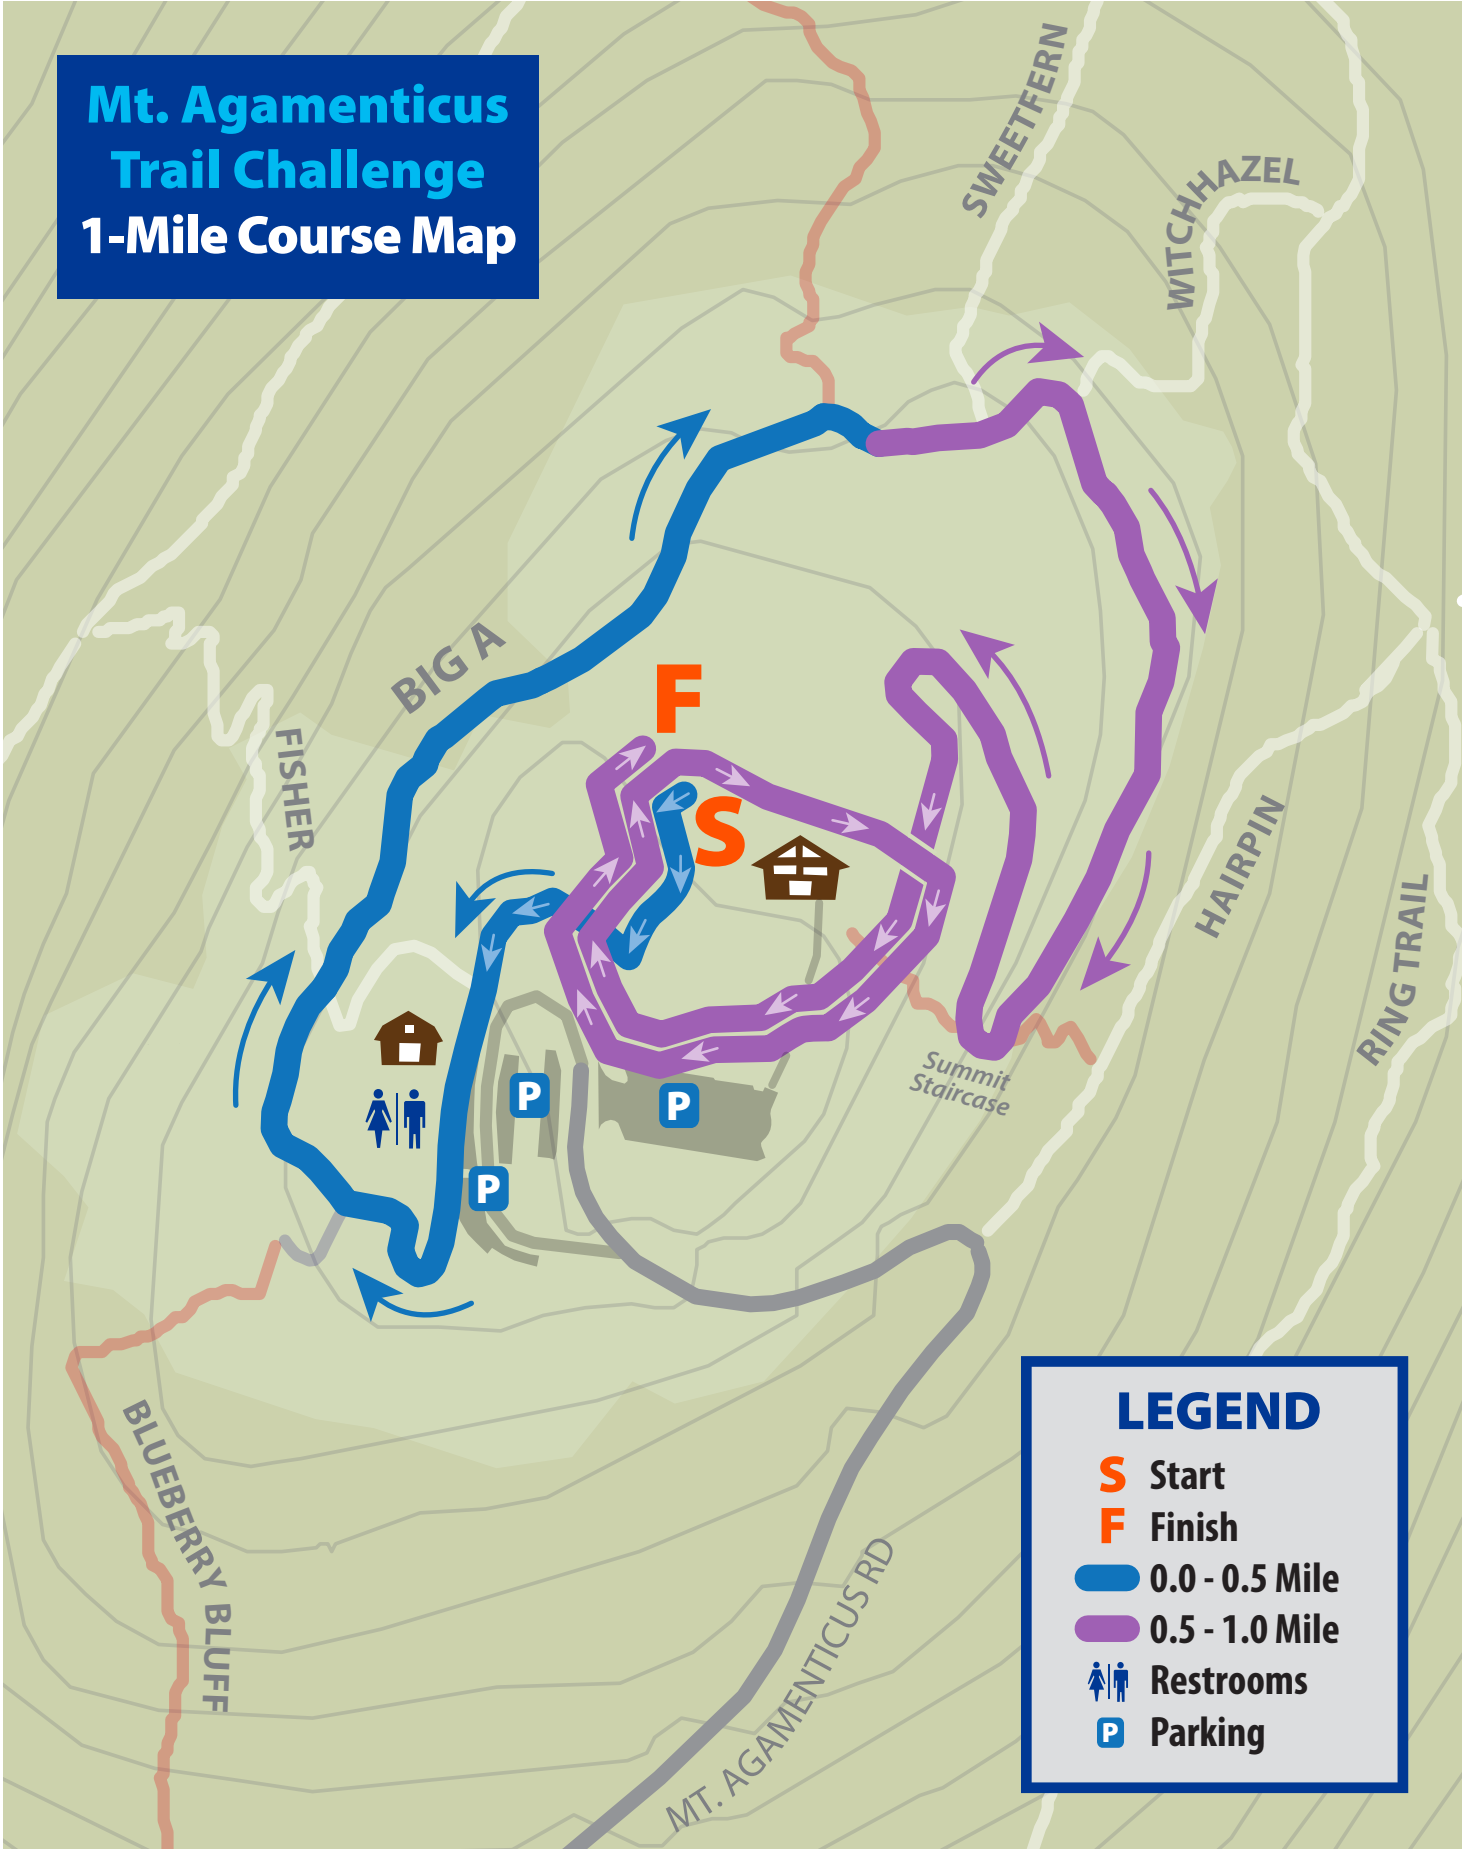 Mt. Agamenticus
Trail Challenge
1-Mile Course Map
SWEETFERN
WITCHHAZEL
BIG A
F
FISHER
S
HAIRPIN
RING TRAIL
Summit
Staircase
P
P
P
BLUEBERRY BLUFF
MT. AGAMENTICUS RD
LEGEND
S Start
F Finish
0.0 - 0.5 Mile
0.5 - 1.0 Mile
Restrooms
P Parking